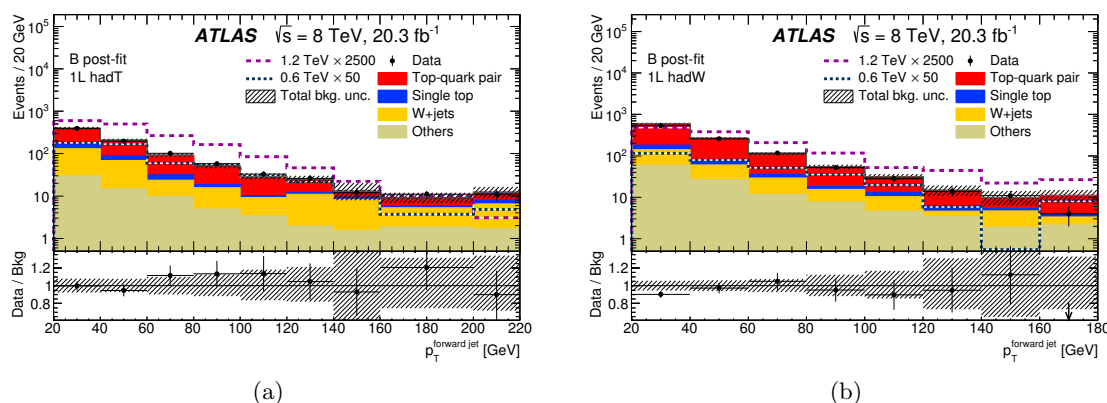 ATLAS √s = 8 TeV, 20.3 fb⁻¹
B post-fit
1L hadT
1.2 TeV × 2500
0.6 TeV × 50
Total bkg. unc.
Data
Top-quark pair
Single top
W+jets
Others
Events / 20 GeV
10⁵
10⁴
10³
10²
10
1
Data / Bkg
1.2
1
0.8
20 40 60 80 100 120 140 160 180 200 220
p_T^forward jet [GeV]
(a)
ATLAS √s = 8 TeV, 20.3 fb⁻¹
B post-fit
1L hadW
1.2 TeV × 2500
0.6 TeV × 50
Total bkg. unc.
Data
Top-quark pair
Single top
W+jets
Others
Events / 20 GeV
10⁵
10⁴
10³
10²
10
1
Data / Bkg
1.2
1
0.8
20 40 60 80 100 120 140 160 180
p_T^forward jet [GeV]
(b)